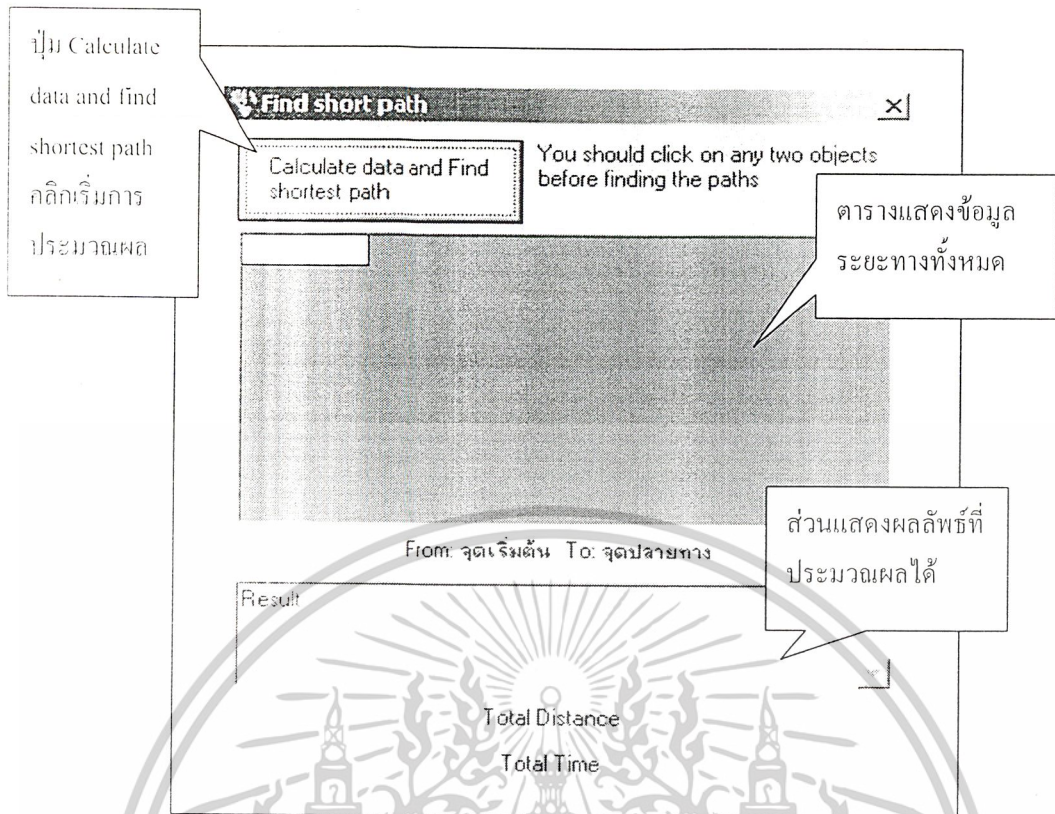 ปุ่ม Calculate
data and find
shortest path
คลิกเริ่มการ
ประมวณผล
Find short path
Calculate data and Find
shortest path
You should click on any two objects
before finding the paths
ตารางแสดงข้อมูล
ระยะทางทั้งหมด
From: จุดเริ่มต้น To: จุดปลายทาง
ส่วนแสดงผลลัพธ์ที่
ประมวณผลได้
Result
Total Distance
Total Time